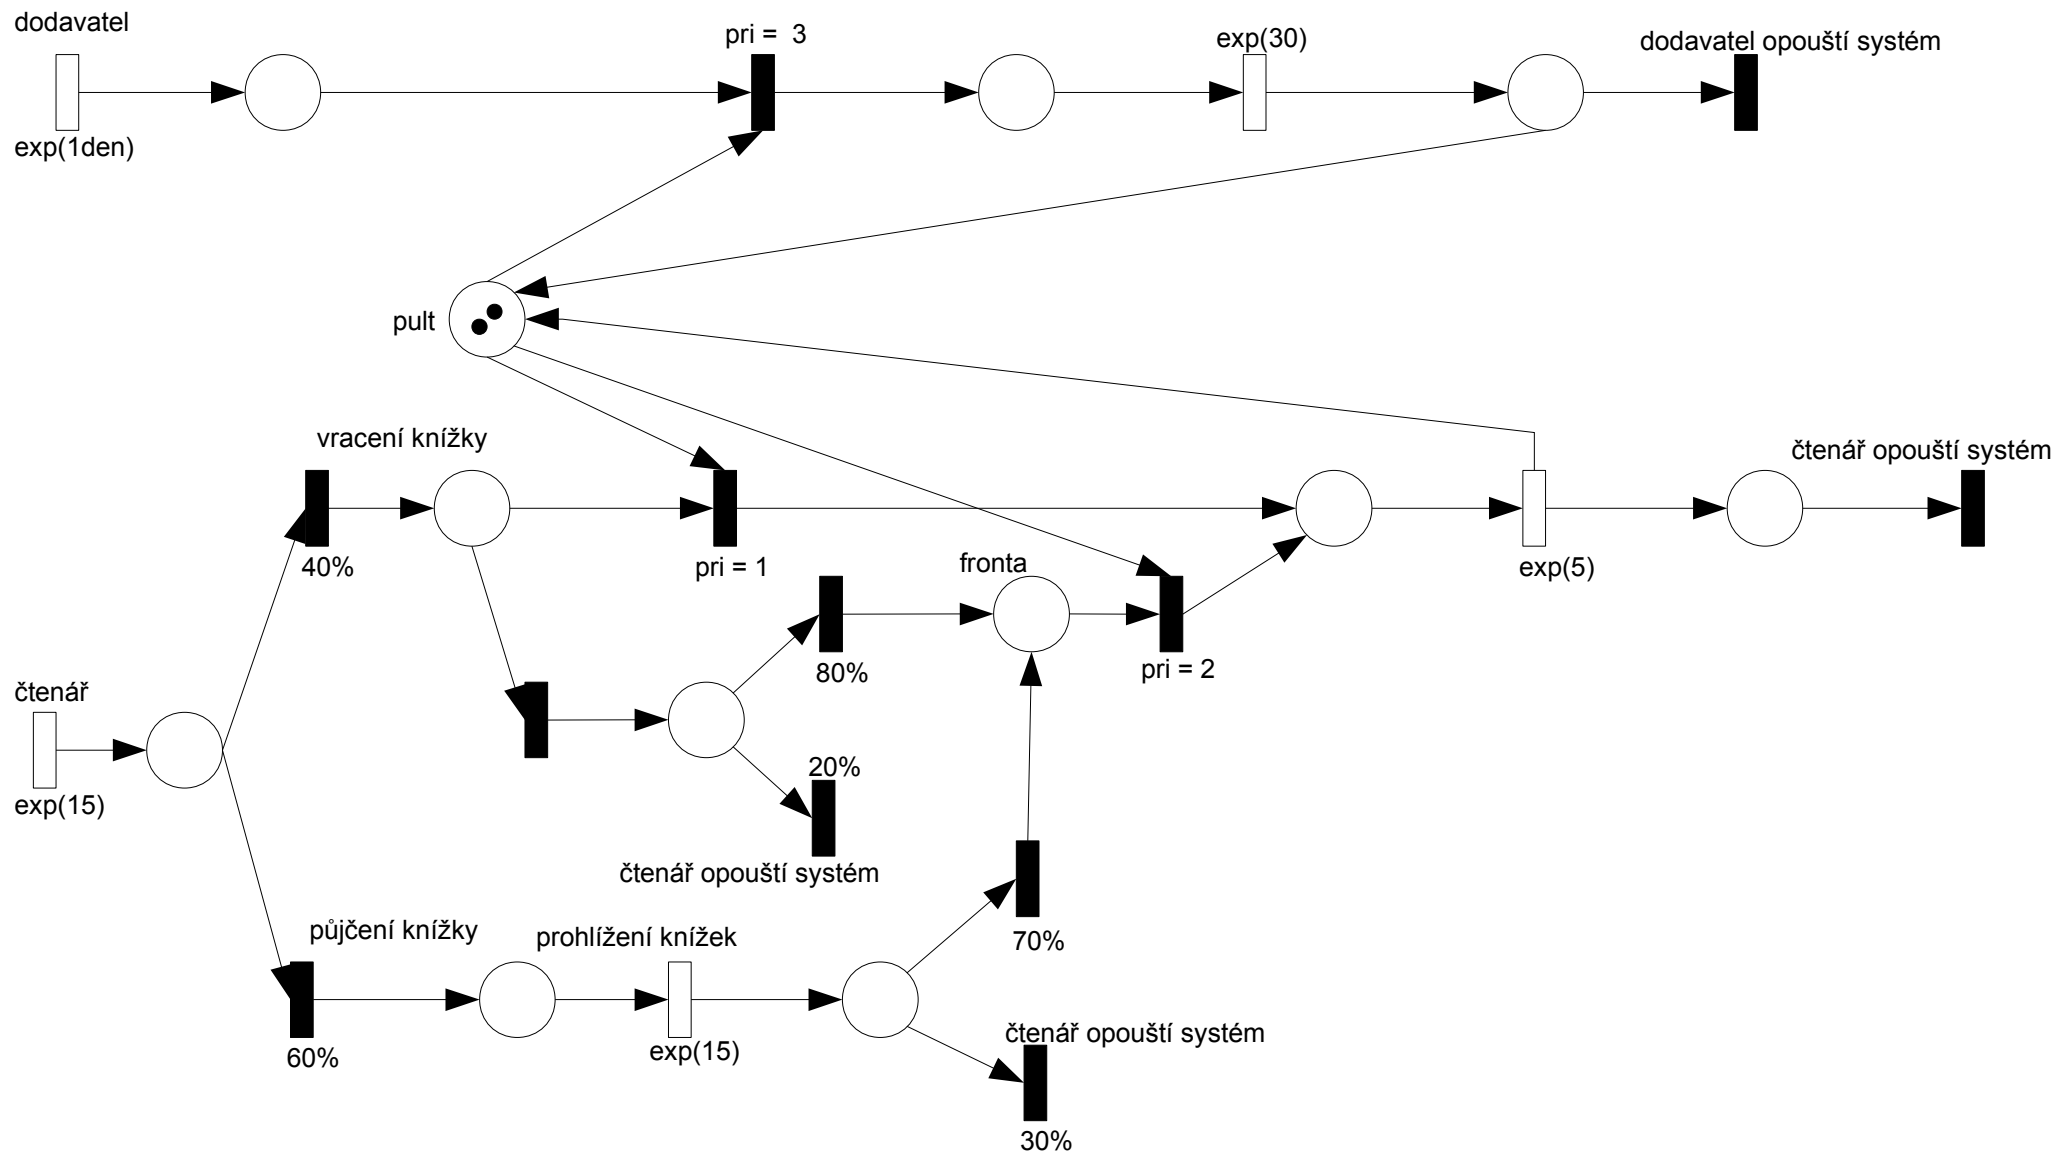 dodavatel
pri =  3
exp(30)
dodavatel opouští systém
exp(1den)
pult
vracení knížky
čtenář opouští systém
40%
pri = 1
fronta
exp(5)
80%
pri = 2
čtenář
20%
exp(15)
čtenář opouští systém
půjčení knížky
prohlížení knížek
70%
čtenář opouští systém
60%
exp(15)
30%